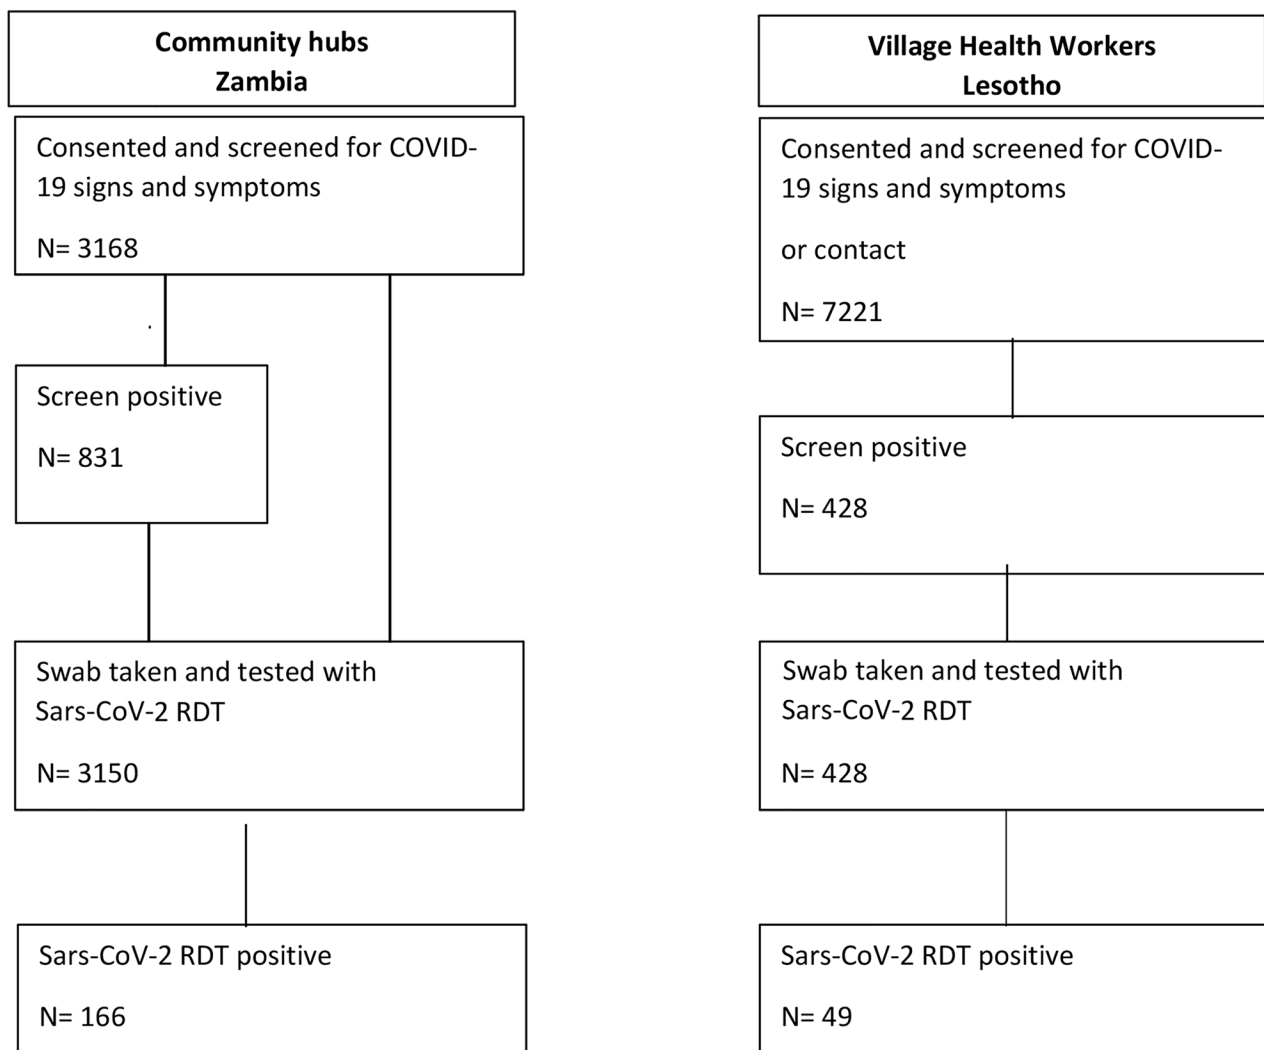 Community hubs
Zambia
Consented and screened for COVID-
19 signs and symptoms
N= 3168
Screen positive
N= 831
Swab taken and tested with
Sars-CoV-2 RDT
N= 3150
Sars-CoV-2 RDT positive
N= 166
Village Health Workers
Lesotho
Consented and screened for COVID-
19 signs and symptoms
or contact
N= 7221
Screen positive
N= 428
Swab taken and tested with
Sars-CoV-2 RDT
N= 428
Sars-CoV-2 RDT positive
N= 49